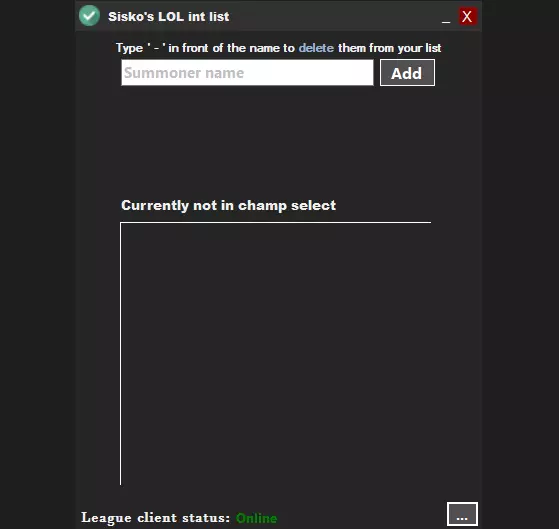 Sisko's LOL int list _ X
Type ' - ' in front of the name to delete them from your list
Summoner name Add
Currently not in champ select
League client status: Online ...